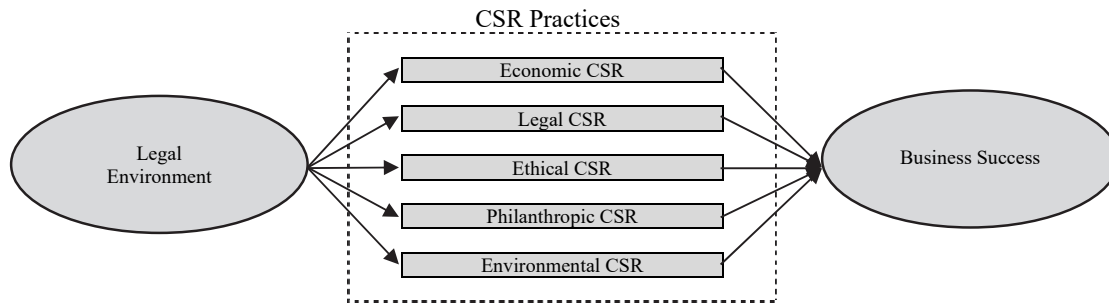 CSR Practices
Economic CSR
Legal CSR
Legal
Environment
Ethical CSR
Business Success
Philanthropic CSR
Environmental CSR